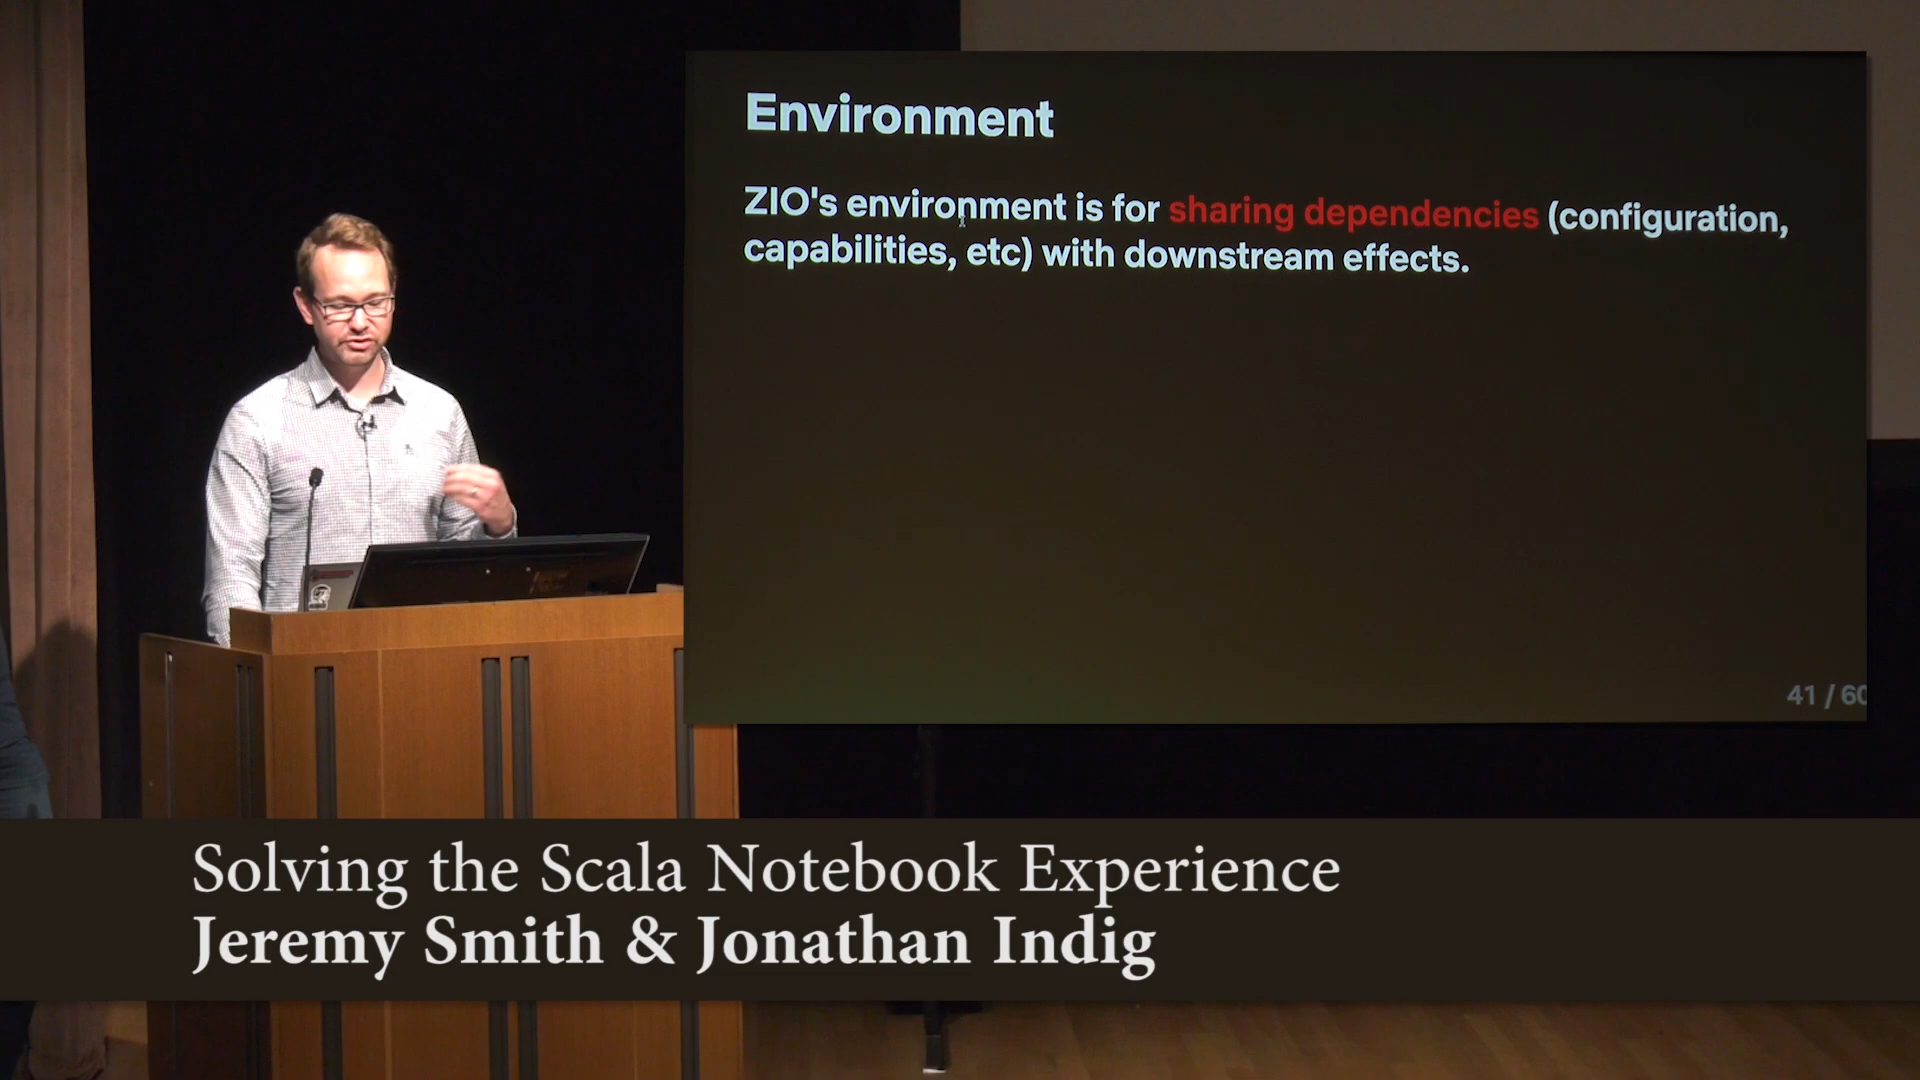 Environment
ZIO's environment is for sharing dependencies (configuration,
capabilities, etc) with downstream effects.
41 / 60
Solving the Scala Notebook Experience
Jeremy Smith & Jonathan Indig